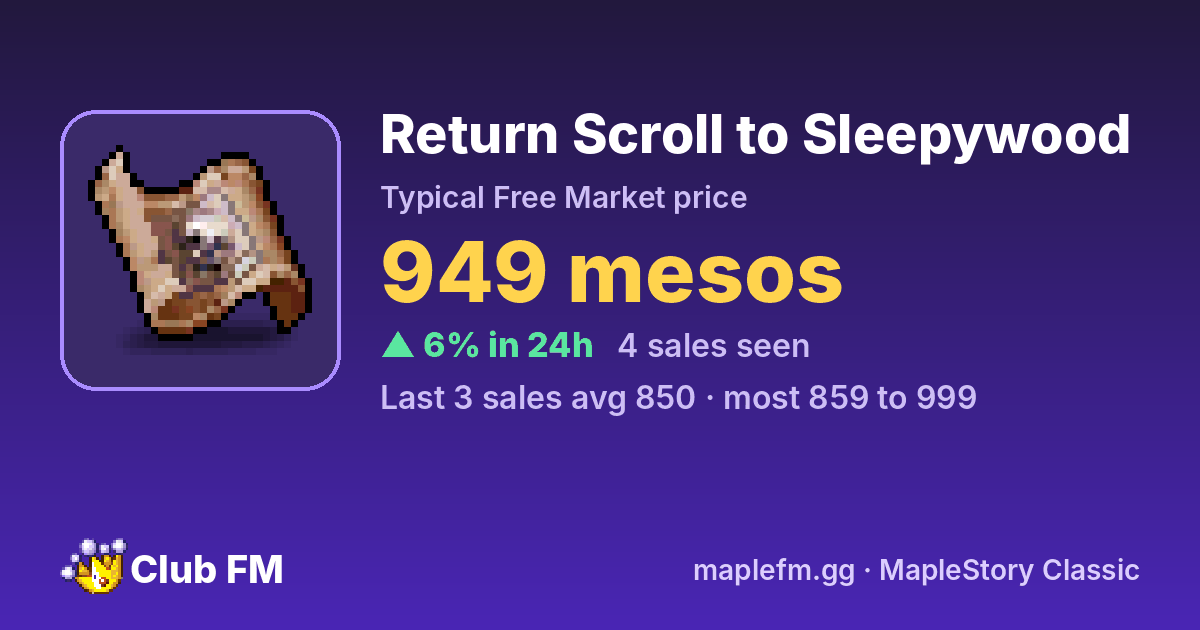 Return Scroll to Sleepywood
Typical Free Market price
949 mesos
▲ 6% in 24h 4 sales seen
Last 3 sales avg 850 · most 859 to 999
Club FM
maplefm.gg · MapleStory Classic